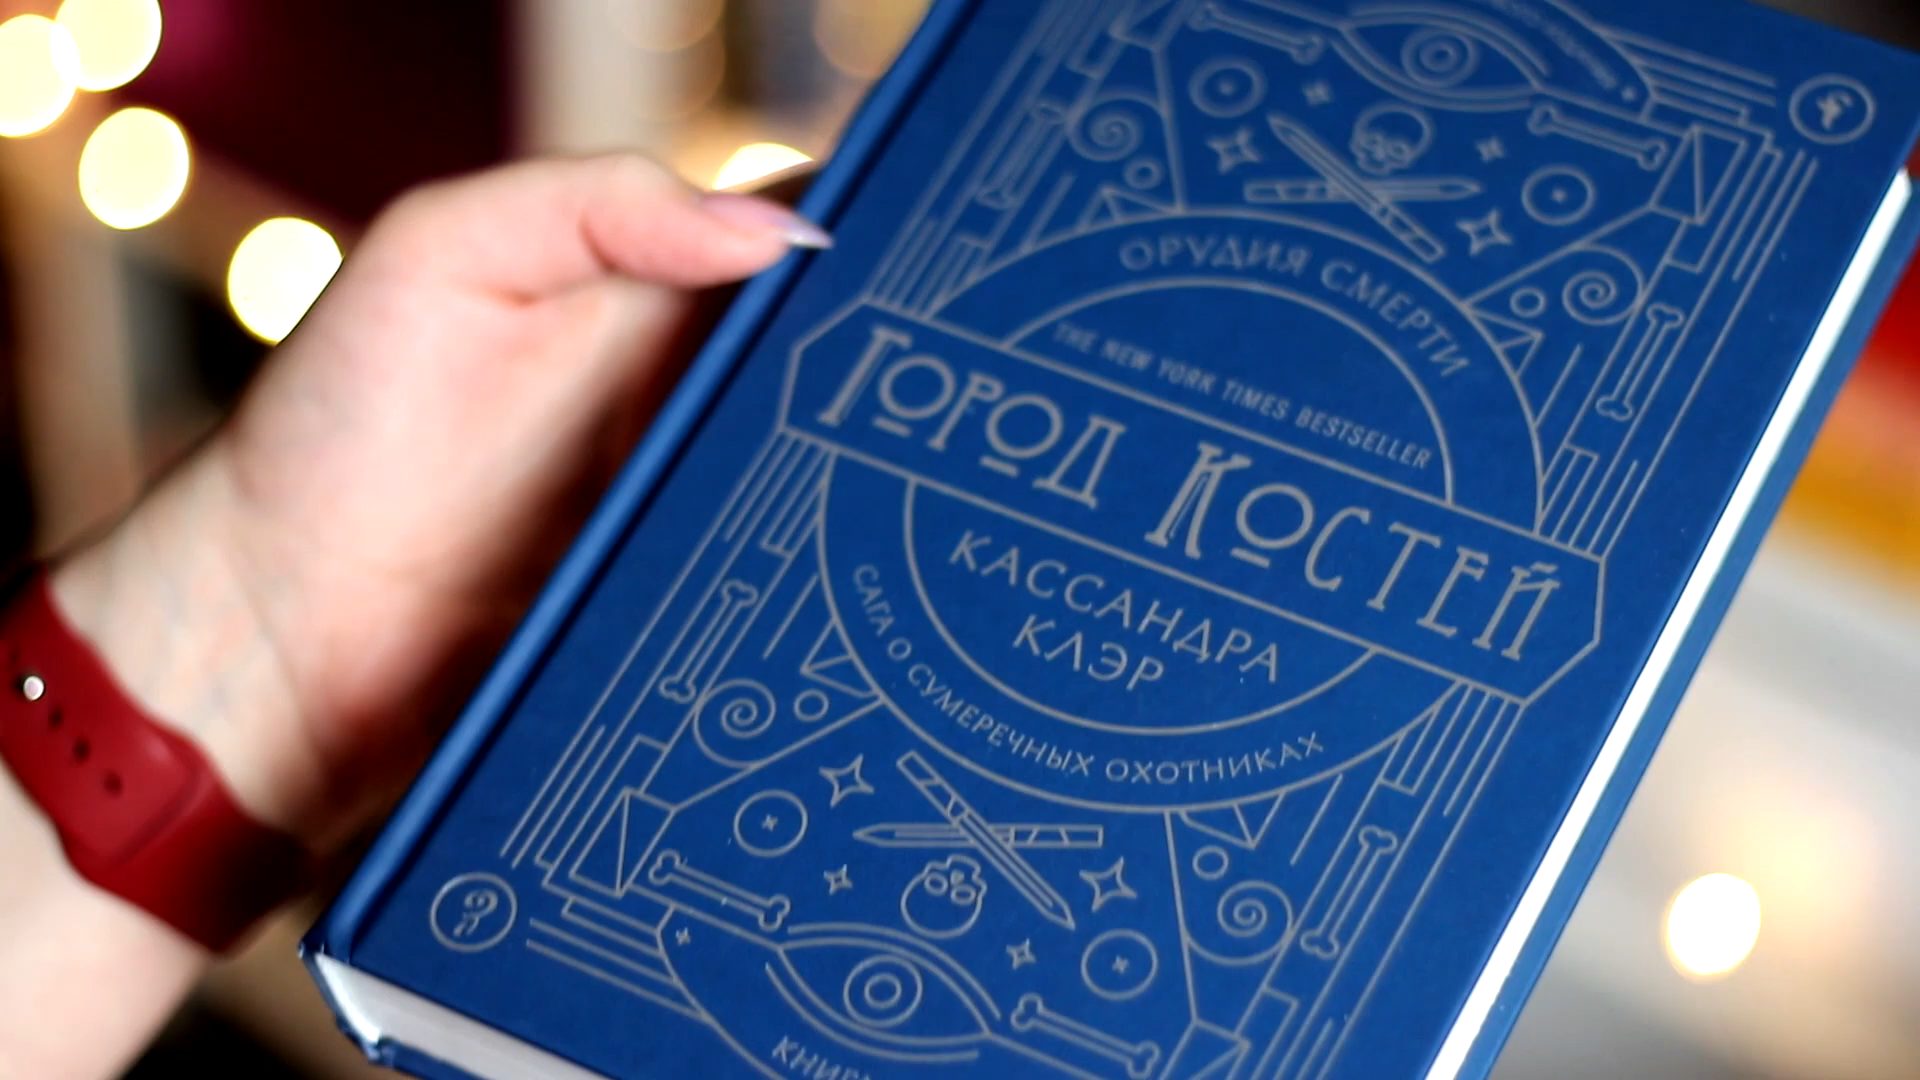 ОРУДИЯ СМЕРТИ
THE NEW YORK TIMES BESTSELLER
ГОРОД КОСТЕЙ
КАССАНДРА
КЛЭР
САГА О СУМЕРЕЧНЫХ ОХОТНИКАХ